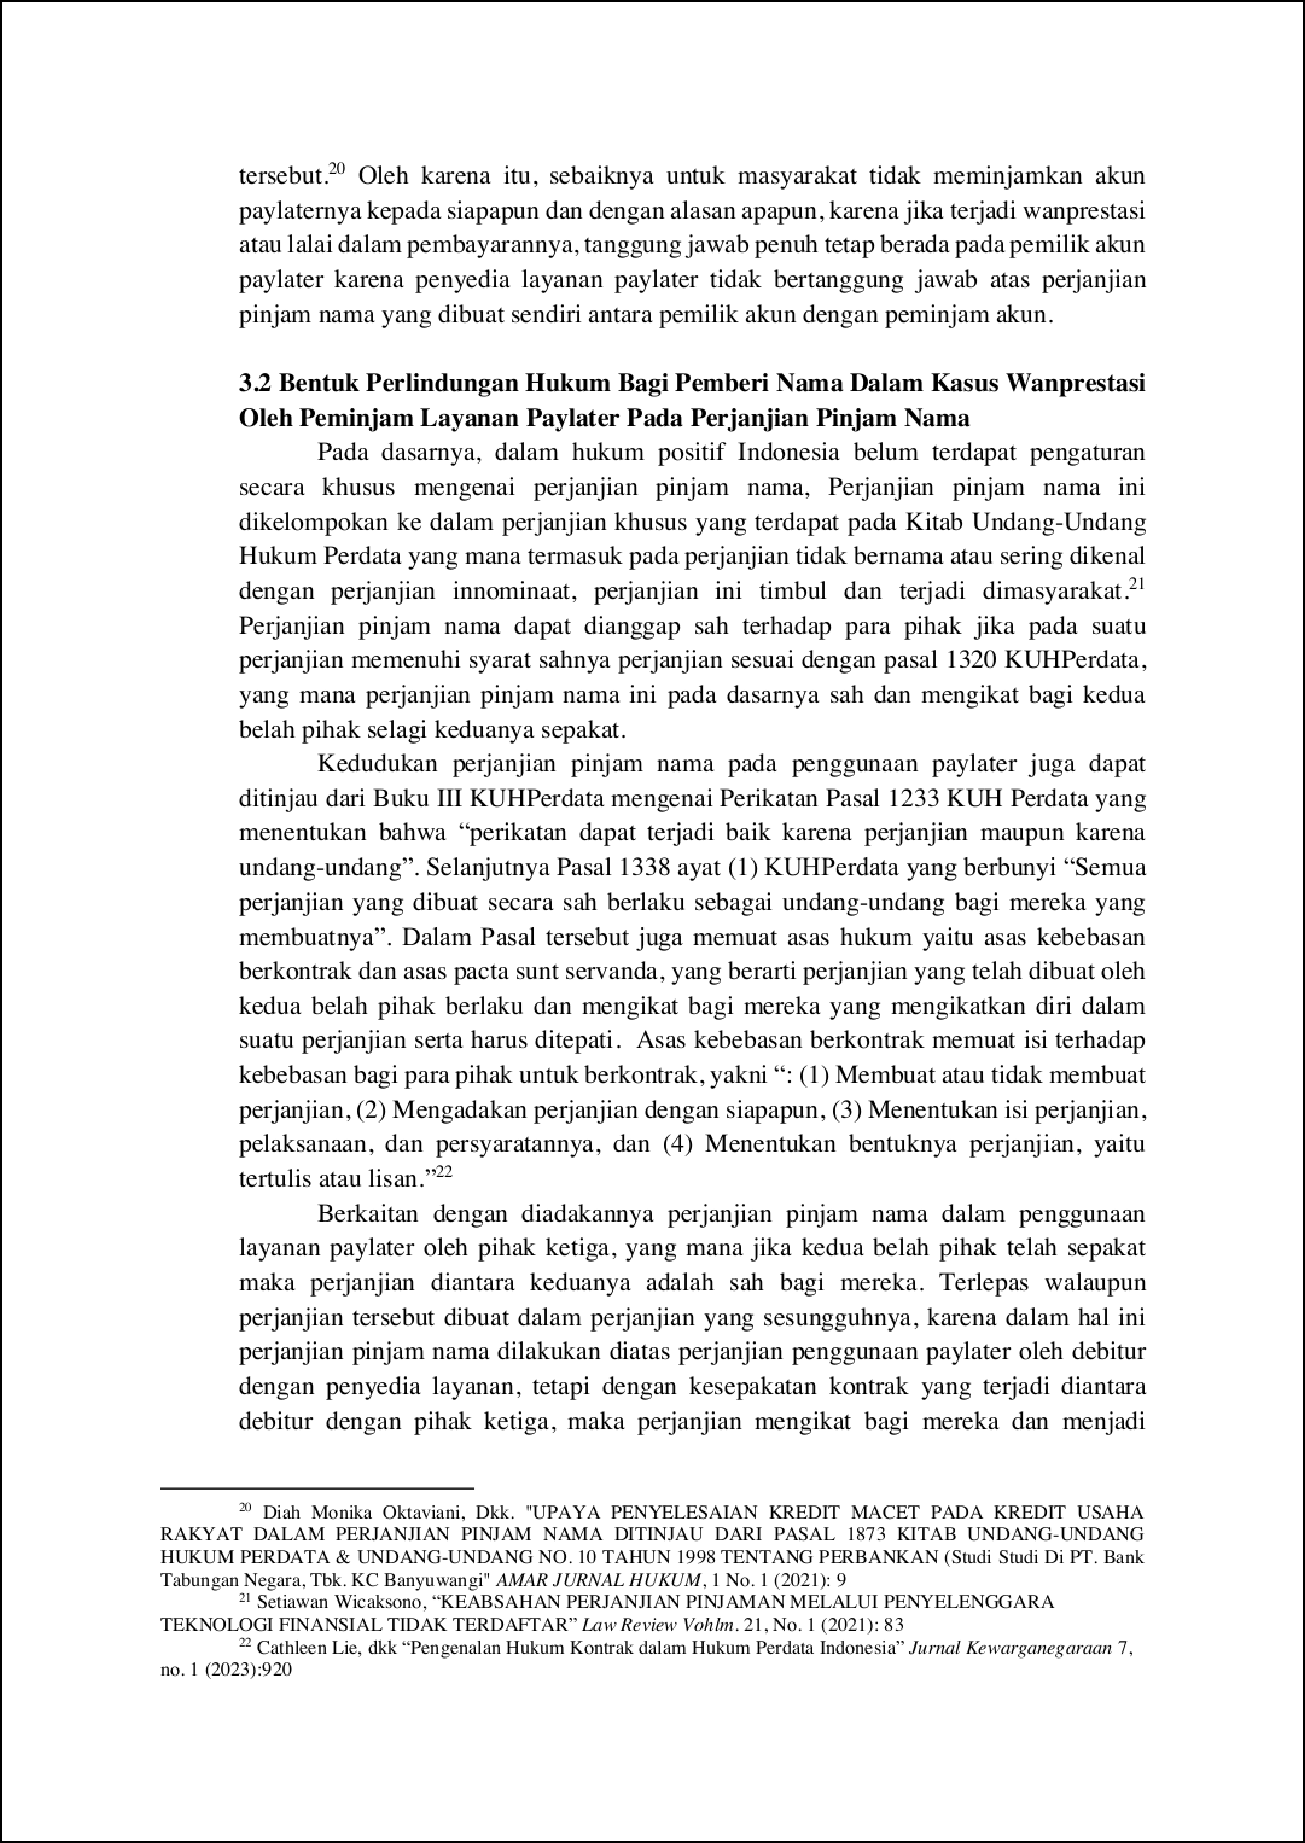 tersebut.20 Oleh karena itu, sebaiknya untuk masyarakat tidak meminjamkan akun
paylaternya kepada siapapun dan dengan alasan apapun, karena jika terjadi wanprestasi
atau lalai dalam pembayarannya, tanggung jawab penuh tetap berada pada pemilik akun
paylater karena penyedia layanan paylater tidak bertanggung jawab atas perjanjian
pinjam nama yang dibuat sendiri antara pemilik akun dengan peminjam akun.
3.2 Bentuk Perlindungan Hukum Bagi Pemberi Nama Dalam Kasus Wanprestasi
Oleh Peminjam Layanan Paylater Pada Perjanjian Pinjam Nama
Pada dasarnya, dalam hukum positif Indonesia belum terdapat pengaturan
secara khusus mengenai perjanjian pinjam nama, Perjanjian pinjam nama ini
dikelompokan ke dalam perjanjian khusus yang terdapat pada Kitab Undang-Undang
Hukum Perdata yang mana termasuk pada perjanjian tidak bernama atau sering dikenal
dengan perjanjian innominaat, perjanjian ini timbul dan terjadi dimasyarakat.21
Perjanjian pinjam nama dapat dianggap sah terhadap para pihak jika pada suatu
perjanjian memenuhi syarat sahnya perjanjian sesuai dengan pasal 1320 KUHPerdata,
yang mana perjanjian pinjam nama ini pada dasarnya sah dan mengikat bagi kedua
belah pihak selagi keduanya sepakat.
Kedudukan perjanjian pinjam nama pada penggunaan paylater juga dapat
ditinjau dari Buku III KUHPerdata mengenai Perikatan Pasal 1233 KUH Perdata yang
menentukan bahwa “perikatan dapat terjadi baik karena perjanjian maupun karena
undang-undang”. Selanjutnya Pasal 1338 ayat (1) KUHPerdata yang berbunyi “Semua
perjanjian yang dibuat secara sah berlaku sebagai undang-undang bagi mereka yang
membuatnya”. Dalam Pasal tersebut juga memuat asas hukum yaitu asas kebebasan
berkontrak dan asas pacta sunt servanda, yang berarti perjanjian yang telah dibuat oleh
kedua belah pihak berlaku dan mengikat bagi mereka yang mengikatkan diri dalam
suatu perjanjian serta harus ditepati.  Asas kebebasan berkontrak memuat isi terhadap
kebebasan bagi para pihak untuk berkontrak, yakni “: (1) Membuat atau tidak membuat
perjanjian, (2) Mengadakan perjanjian dengan siapapun, (3) Menentukan isi perjanjian,
pelaksanaan, dan persyaratannya, dan (4) Menentukan bentuknya perjanjian, yaitu
tertulis atau lisan.”22
Berkaitan dengan diadakannya perjanjian pinjam nama dalam penggunaan
layanan paylater oleh pihak ketiga, yang mana jika kedua belah pihak telah sepakat
maka perjanjian diantara keduanya adalah sah bagi mereka. Terlepas walaupun
perjanjian tersebut dibuat dalam perjanjian yang sesungguhnya, karena dalam hal ini
perjanjian pinjam nama dilakukan diatas perjanjian penggunaan paylater oleh debitur
dengan penyedia layanan, tetapi dengan kesepakatan kontrak yang terjadi diantara
debitur dengan pihak ketiga, maka perjanjian mengikat bagi mereka dan menjadi
20 Diah Monika Oktaviani, Dkk. "UPAYA PENYELESAIAN KREDIT MACET PADA KREDIT USAHA
RAKYAT DALAM PERJANJIAN PINJAM NAMA DITINJAU DARI PASAL 1873 KITAB UNDANG-UNDANG
HUKUM PERDATA & UNDANG-UNDANG NO. 10 TAHUN 1998 TENTANG PERBANKAN (Studi Studi Di PT. Bank
Tabungan Negara, Tbk. KC Banyuwangi" AMAR JURNAL HUKUM, 1 No. 1 (2021): 9
21 Setiawan Wicaksono, “KEABSAHAN PERJANJIAN PINJAMAN MELALUI PENYELENGGARA
TEKNOLOGI FINANSIAL TIDAK TERDAFTAR” Law Review Vohlm. 21, No. 1 (2021): 83
22 Cathleen Lie, dkk “Pengenalan Hukum Kontrak dalam Hukum Perdata Indonesia” Jurnal Kewarganegaraan 7,
no. 1 (2023):920